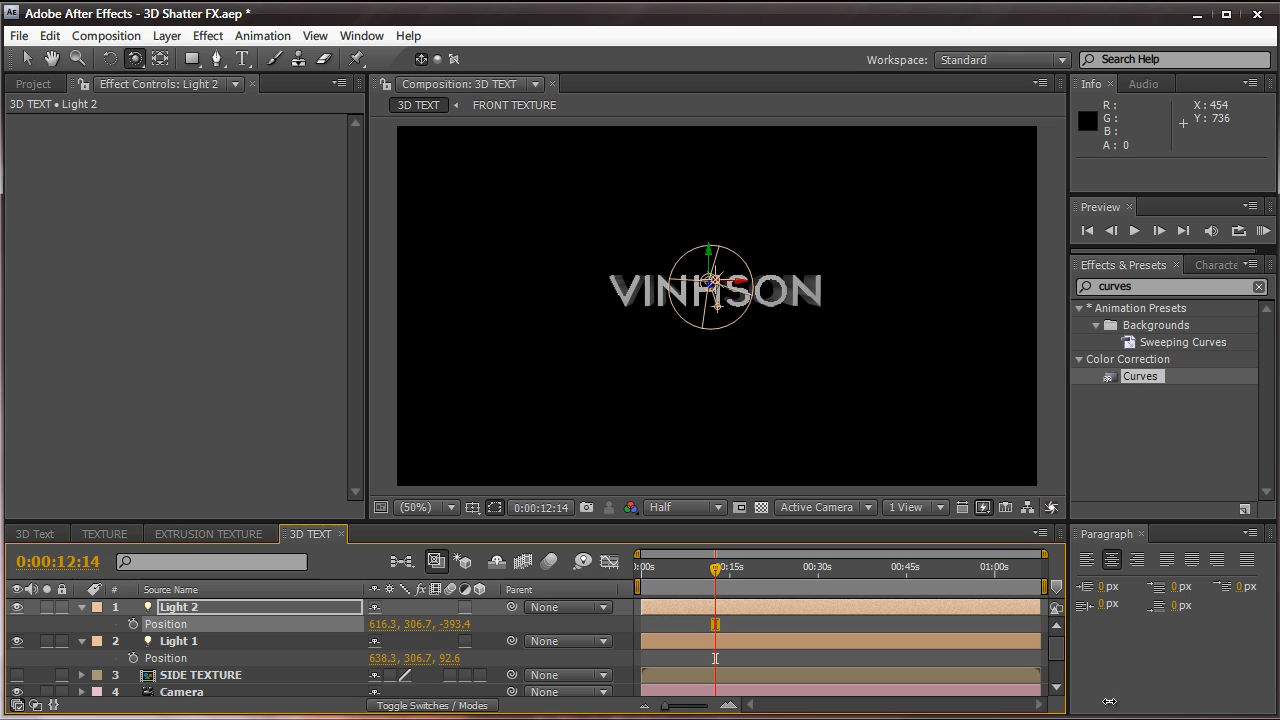 Adobe After Effects - 3D Shatter FX.aep *
File Edit Composition Layer Effect Animation View Window Help
Workspace: Standard Search Help
Project Effect Controls: Light 2
3D TEXT • Light 2
Composition: 3D TEXT
3D TEXT FRONT TEXTURE
VINHSON
(50%) 0:00:12:14 Half Active Camera 1 View
Info Audio
R :
G :
B :
A : 0
X : 454
Y : 736
Preview
Effects & Presets Characte
curves
* Animation Presets
Backgrounds
Sweeping Curves
Color Correction
Curves
3D Text TEXTURE EXTRUSION TEXTURE 3D TEXT
0:00:12:14
:00s 00:15s 00:30s 00:45s 01:00s
# Source Name Parent
1 Light 2 None
Position 616.3, 306.7, -393.4
2 Light 1 None
Position 638.3, 306.7, 92.6
3 SIDE TEXTURE None
4 Camera None
Toggle Switches / Modes
Paragraph
0 px 0 px 0 px
0 px 0 px